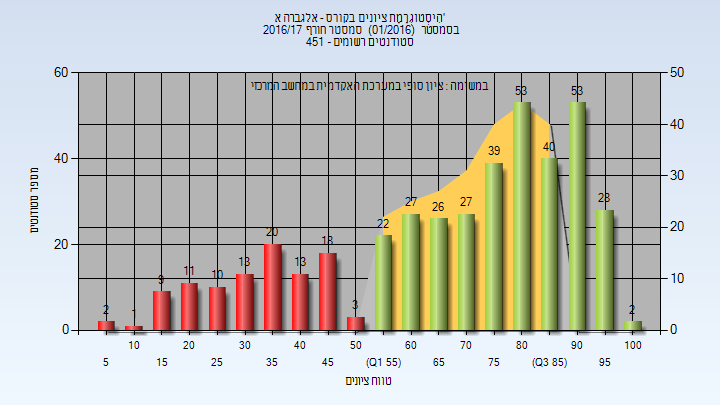 היסטוגרמת ציונים בקורס - אלגברה א'
בסמסטר (01/2016) סמסטר חורף 2016/17
סטודנטים רשומים - 451
במשימה : ציון סופי במערכת האקדמית במחשב המרכזי
60 40 20 0
מספר סטודנטים
50 40 30 20 10 0
2 1 9 11 10 13 20 13 18 3 22 27 26 27 39 53 40 53 28 2
10 20 30 40 50 60 70 80 90 100
5 15 25 35 45 (Q1 55) 65 75 (Q3 85) 95
טווח ציונים